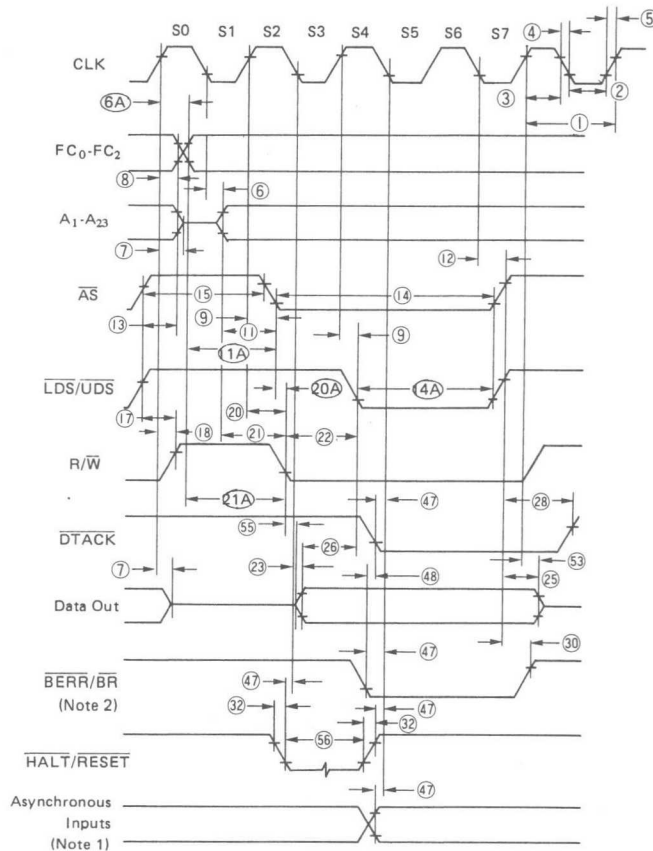 S0 S1 S2 S3 S4 S5 S6 S7 ④ ⑤
CLK
③ ②
6A ①
FC₀-FC₂
⑧ ⑥
A₁-A₂₃
⑦ ⑫
AS
⑮ ⑭
⑬ ⑨ ⑪ ⑨
11A
LDS/UDS
20A 14A
⑰ ⑳
⑱ ㉑ ㉒
R/W
21A ㊼ ㉘
DTACK
55 ㉖
⑦ ㉓ ㊽ 53
㉕
Data Out
㊼ ㉚
BERR/BR
(Note 2)
㊼ ㊼
㉜ ㉜
56
HALT/RESET
㊼
Asynchronous
Inputs
(Note 1)